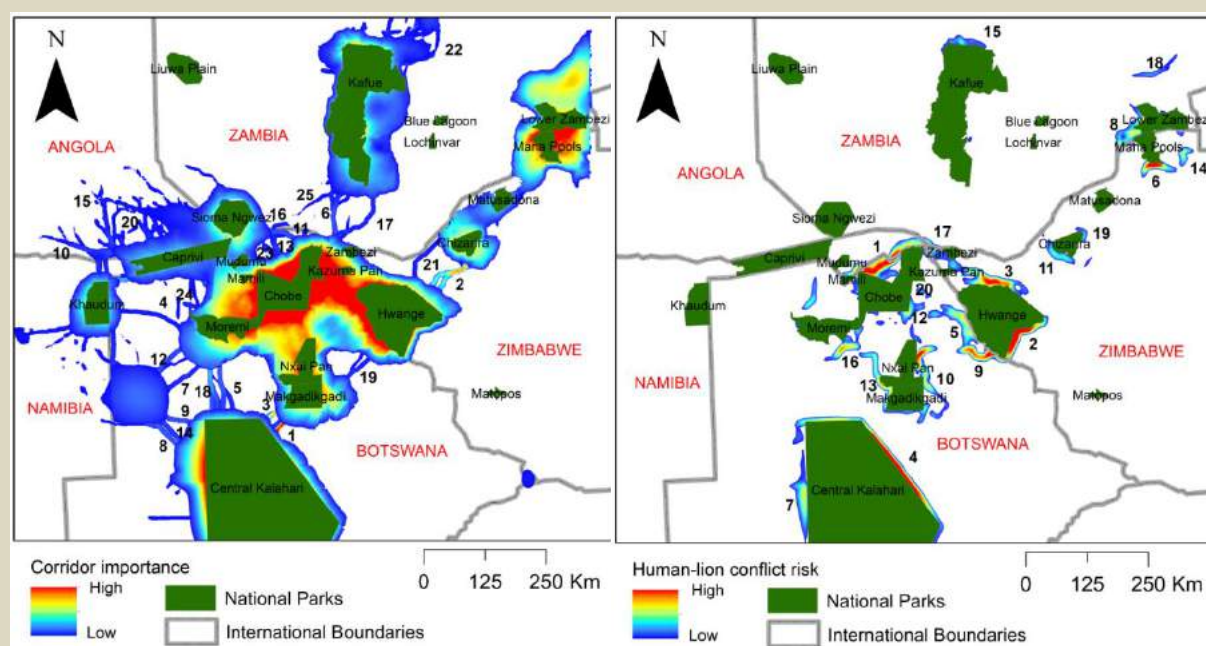 N
22
Liuwa Plain
Kafue
Blue Lagoon
Lochinvar
Lower Zambezi
Mana Pools
ZAMBIA
ANGOLA
15
20
10
Sioma Ngwezi
25
16
6
11
17
Matusadona
Chizarira
Caprivi
Mudumu
23
13
Zambezi
Kazuma Pan
Mamili
21
2
Khaudum
4
24
Chobe
Moremi
Hwange
ZIMBABWE
12
7
18
5
Nxai Pan
19
NAMIBIA
Makgadikgadi
Matopos
9
3
14
1
8
BOTSWANA
Central Kalahari
Corridor importance
High
Low
National Parks
International Boundaries
0 125 250 Km
N
15
Liuwa Plain
Kafue
18
Blue Lagoon
Lochinvar
Lower Zambezi
8
Mana Pools
14
6
ZAMBIA
ANGOLA
Matusadona
Sioma Ngwezi
17
19
Chizarira
11
Caprivi
1
Zambezi
Mudumu
Kazuma Pan
Mamili
3
Khaudum
Chobe
20
12
Hwange
Moremi
5
2
ZIMBABWE
16
9
Nxai Pan
13
10
NAMIBIA
Makgadikgadi
Matopos
BOTSWANA
4
Central Kalahari
7
Human-lion conflict risk
High
Low
National Parks
International Boundaries
0 125 250 Km